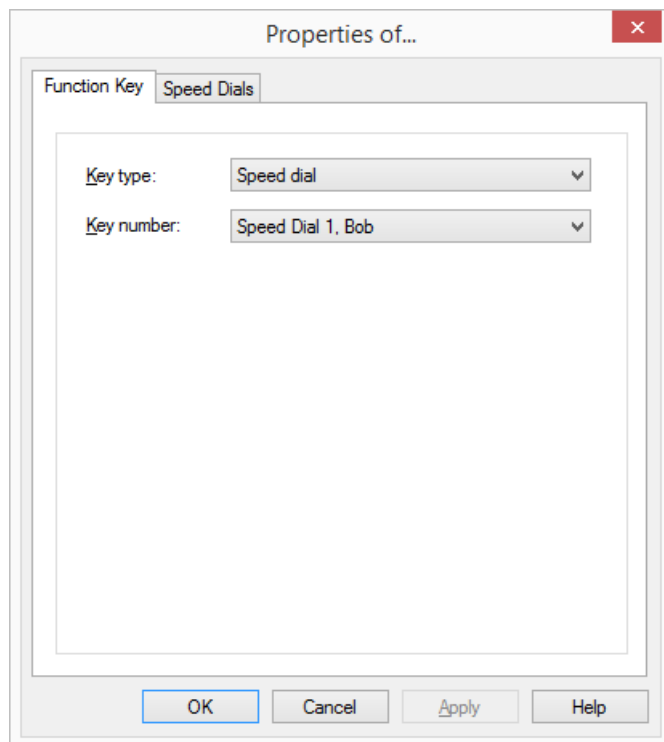 Properties of...
Function Key Speed Dials
Key type: Speed dial
Key number: Speed Dial 1, Bob
OK Cancel Apply Help